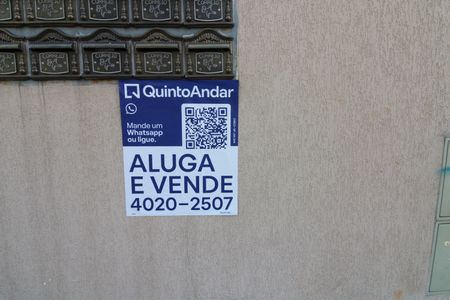 QuintoAndar
Mande um
Whatsapp
ou ligue.
ALUGA
E VENDE
4020-2507